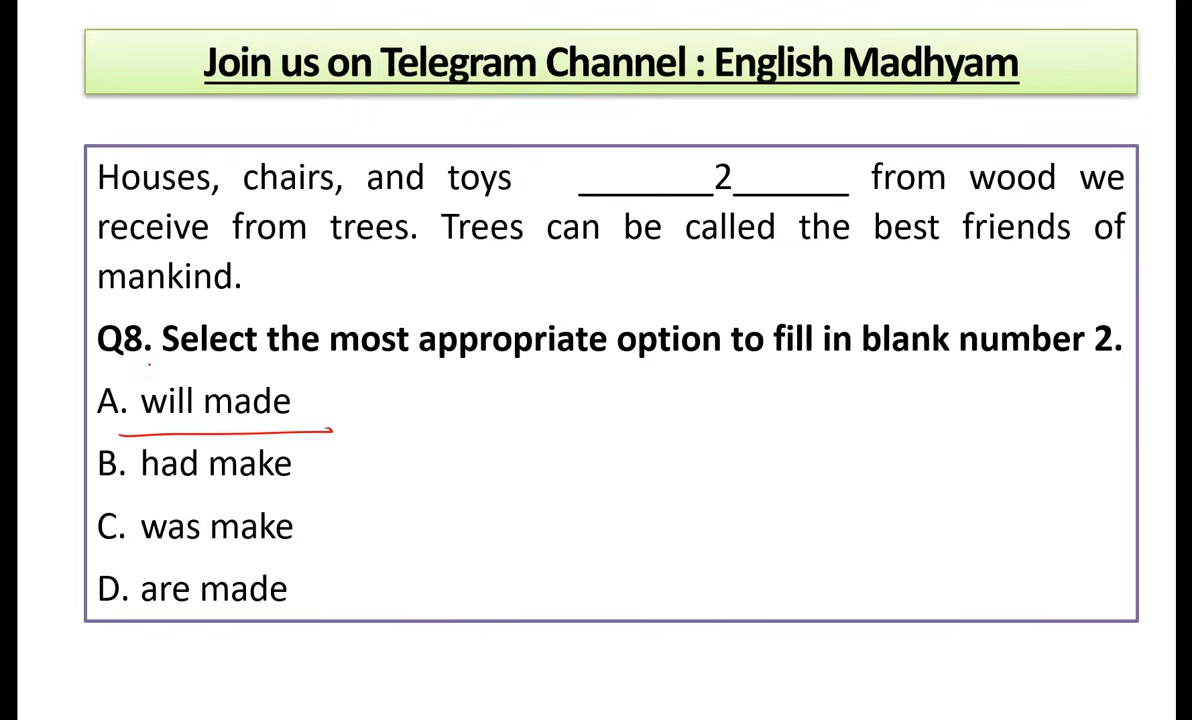 Join us on Telegram Channel : English Madhyam
Houses, chairs, and toys _______2______ from wood we
receive from trees. Trees can be called the best friends of
mankind.
Q8. Select the most appropriate option to fill in blank number 2.
A. will made
B. had make
C. was make
D. are made